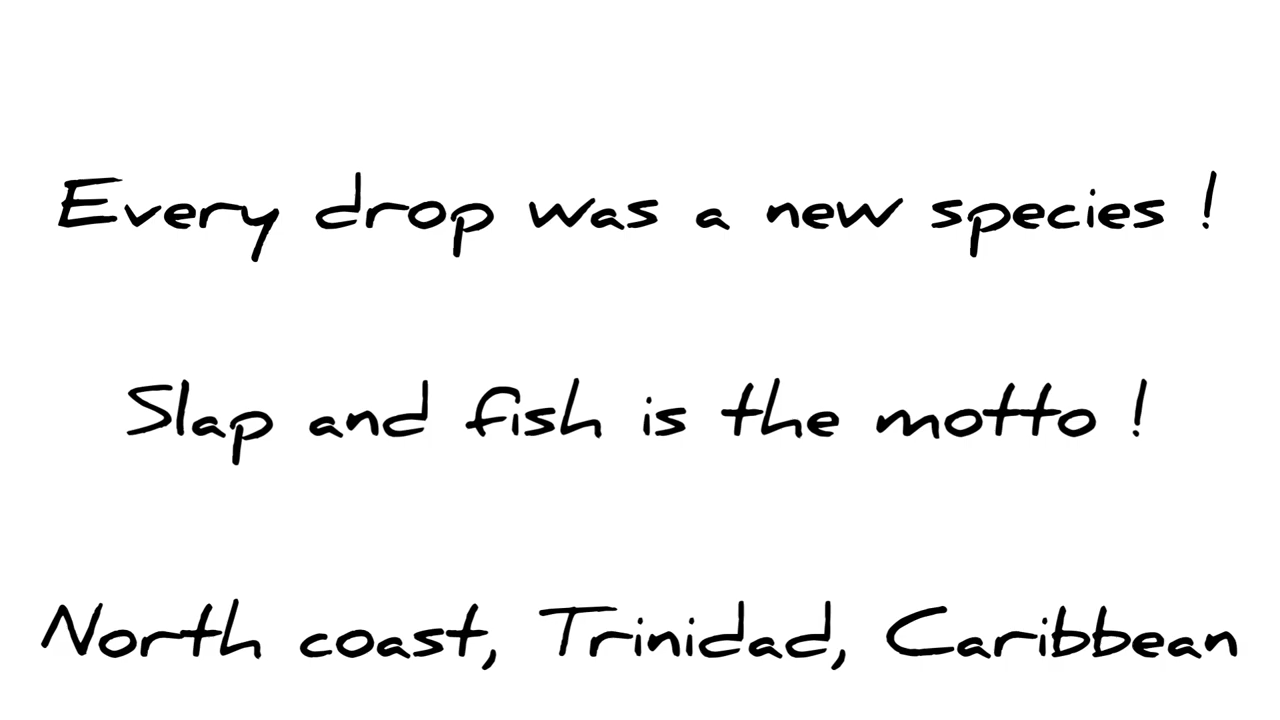 Every drop was a new species !
Slap and fish is the motto !
North coast, Trinidad, Caribbean